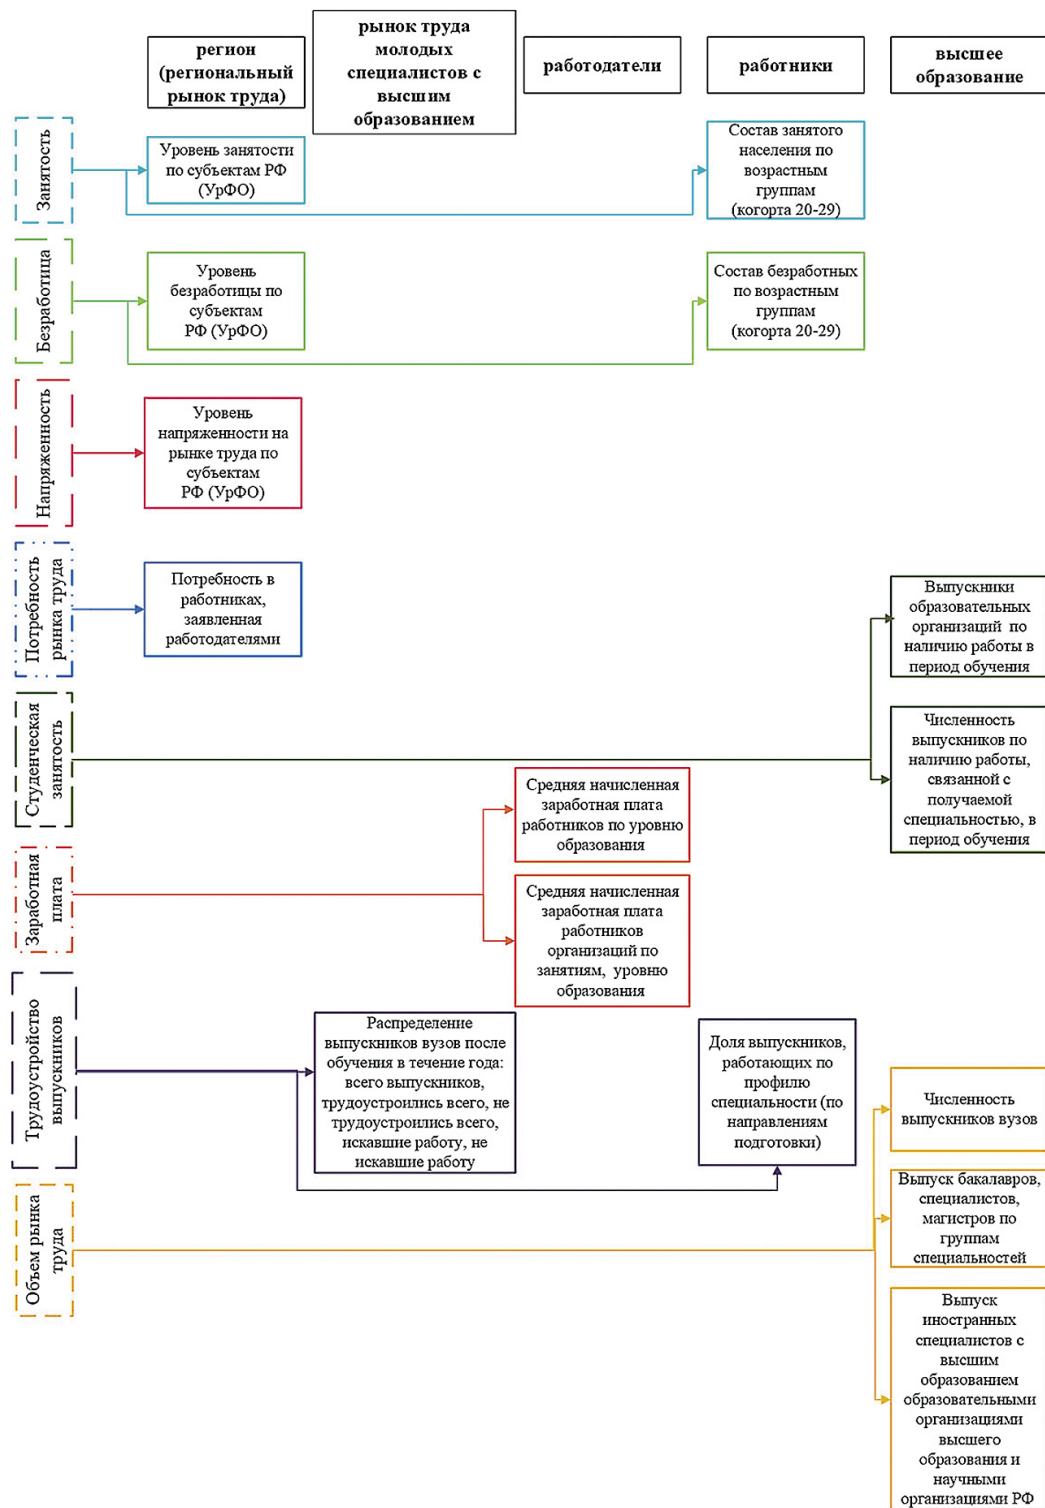 регион
(региональный
рынок труда)
рынок труда
молодых
специалистов с
высшим
образованием
работодатели
работники
высшее
образование
Занятость
Уровень занятости
по субъектам РФ
(УрФО)
Состав занятого
населения по
возрастным
группам
(когорта 20-29)
Безработица
Уровень
безработицы по
субъектам
РФ (УрФО)
Состав безработных
по возрастным
группам
(когорта 20-29)
Напряженность
Уровень
напряженности на
рынке труда по
субъектам
РФ (УрФО)
Потребность
рынка труда
Потребность в
работниках,
заявленная
работодателями
Выпускники
образовательных
организаций по
наличию работы в
период обучения
Студенческая
занятость
Численность
выпускников по
наличию работы,
связанной с
получаемой
специальностью, в
период обучения
Заработная
плата
Средняя начисленная
заработная плата
работников по уровню
образования
Средняя начисленная
заработная плата
работников
организаций по
занятиям, уровню
образования
Трудоустройство
выпускников
Распределение
выпускников вузов после
обучения в течение года:
всего выпускников,
трудоустроились всего, не
трудоустроились всего,
искавшие работу, не
искавшие работу
Доля выпускников,
работающих по
профилю
специальности (по
направлениям
подготовки)
Объем рынка
труда
Численность
выпускников вузов
Выпуск бакалавров,
специалистов,
магистров по
группам
специальностей
Выпуск
иностранных
специалистов с
высшим
образованием
образовательными
организациями
высшего
образования и
научными
организациями РФ